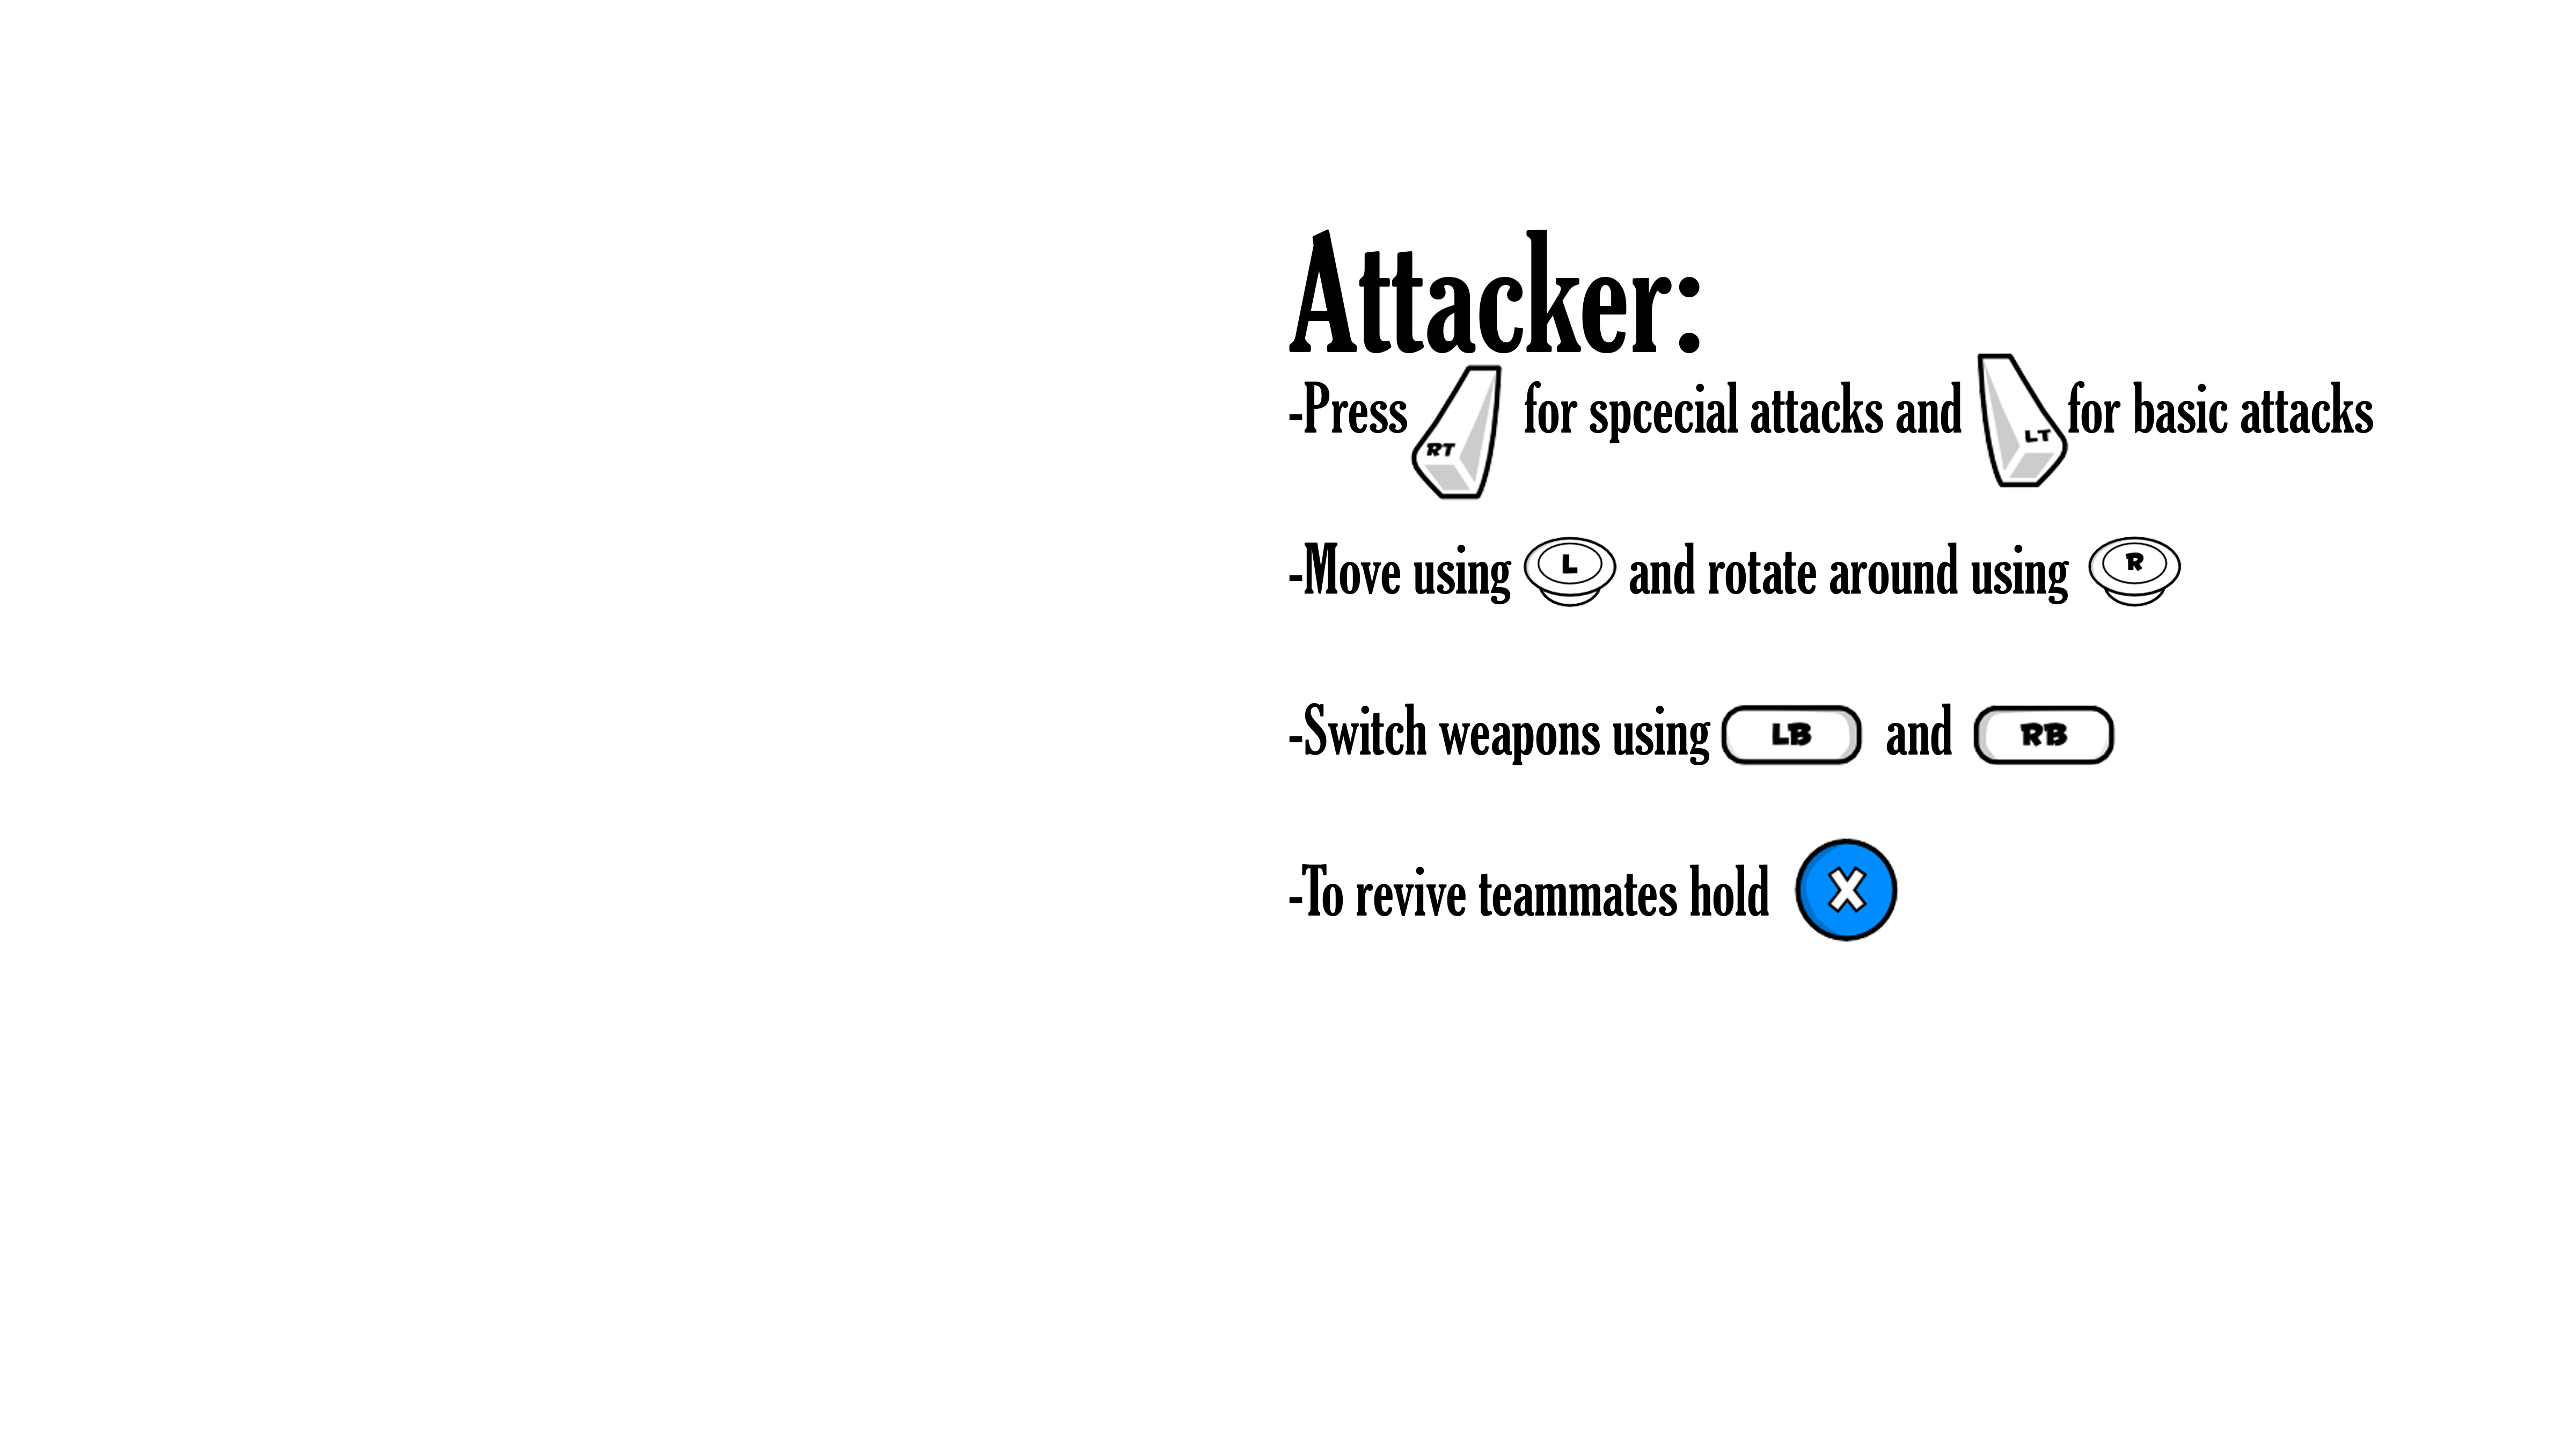 Attacker:
-Press RT for spcecial attacks and LT for basic attacks
-Move using L and rotate around using R
-Switch weapons using LB and RB
-To revive teammates hold X